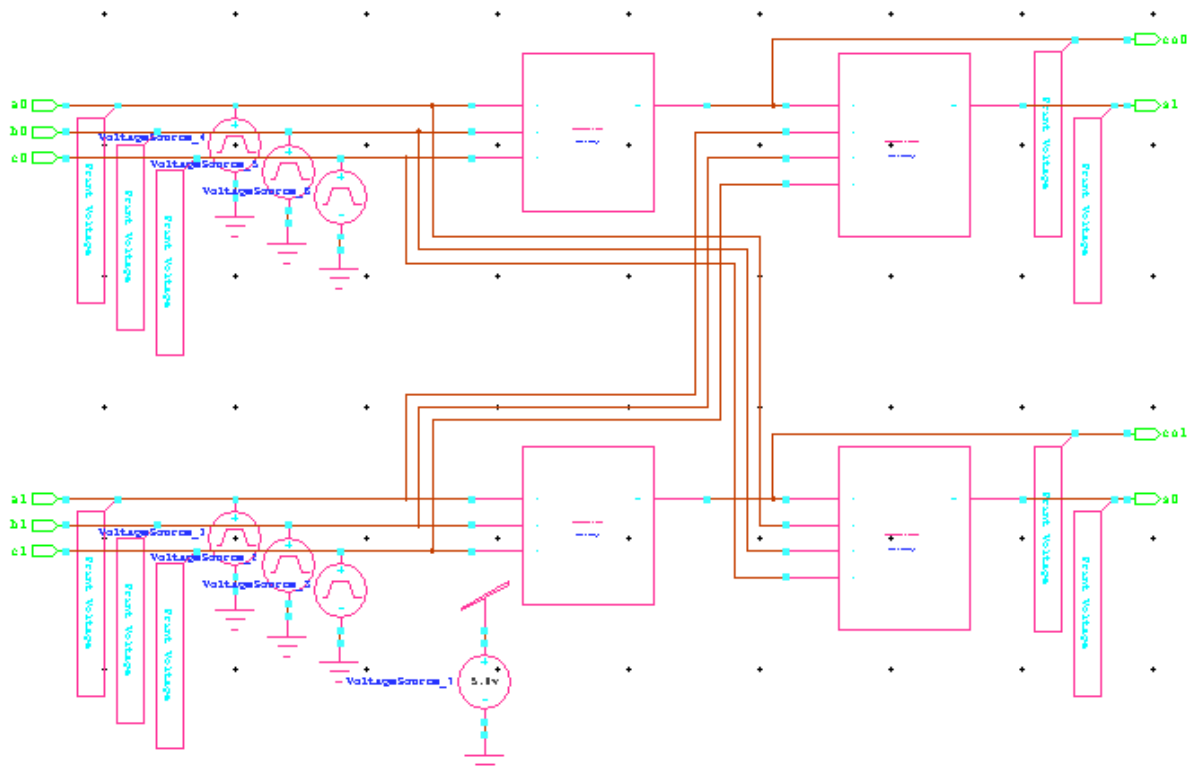 co0
a0
s1
b0
VoltageSource_4
c0
VoltageSource_5
VoltageSource_6
Print Voltage
Print Voltage
Print Voltage
Print Voltage
Print Voltage
co1
a1
s0
b1
c1
VoltageSource_2
VoltageSource_3
Print Voltage
Print Voltage
Print Voltage
Print Voltage
Print Voltage
VoltageSource_1
5.0v